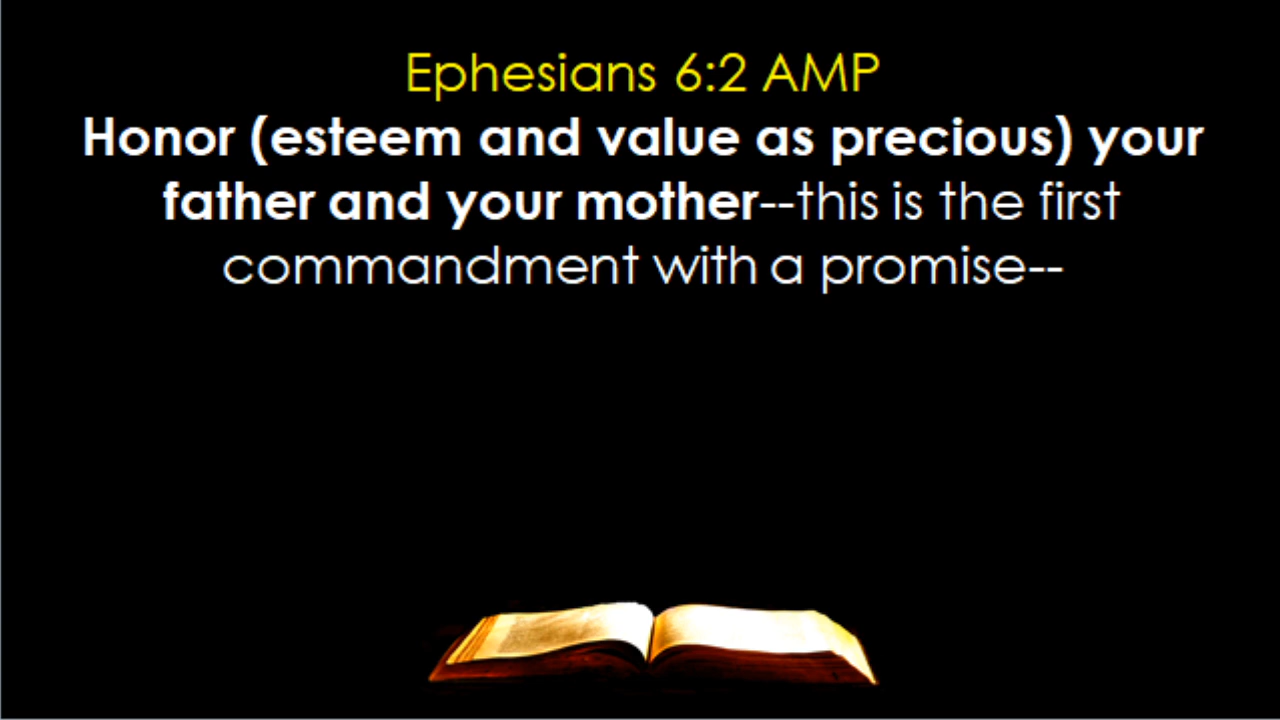 Ephesians 6:2 AMP
Honor (esteem and value as precious) your
father and your mother--this is the first
commandment with a promise--